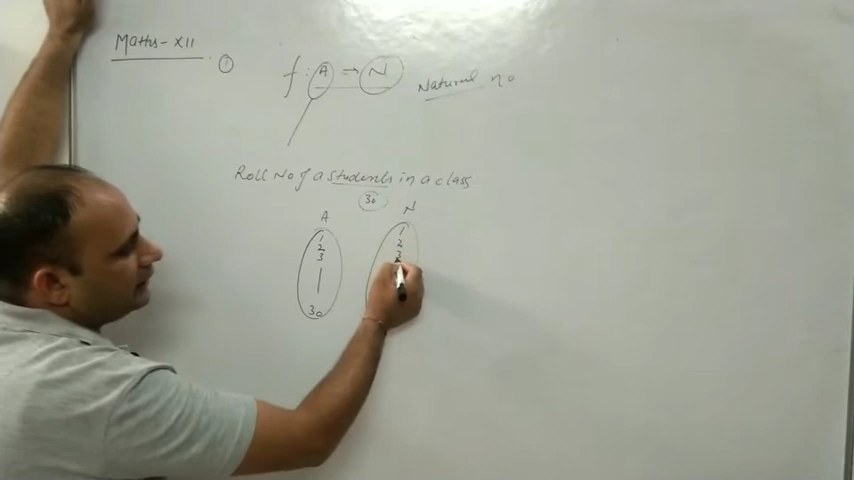 Maths-XII
①
f: A → N
Natural no
Roll No of a students in a class
30
A
N
1
2
3
30
1
2
3